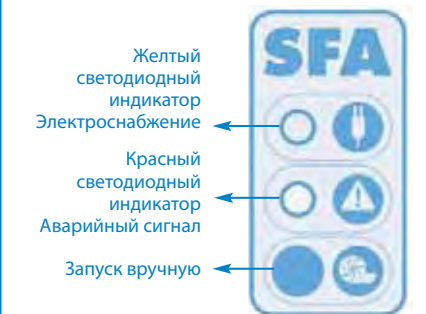 SFA
Желтый
светодиодный
индикатор
Электроснабжение
Красный
светодиодный
индикатор
Аварийный сигнал
Запуск вручную